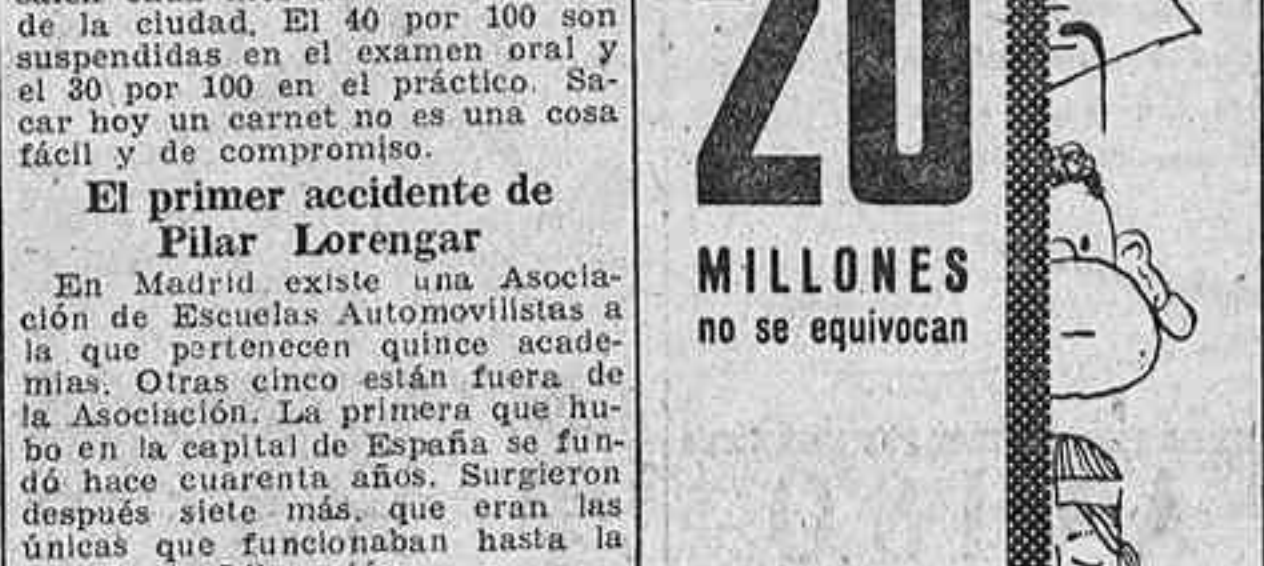 de la ciudad. El 40 por 100 son
suspendidas en el examen oral y
el 30 por 100 en el práctico. Sa-
car hoy un carnet no es una cosa
fácil y de compromiso.
El primer accidente de
Pilar Lorengar
En Madrid existe una Asocia-
ción de Escuelas Automovilistas a
la que pertenecen quince acade-
mias. Otras cinco están fuera de
la Asociación. La primera que hu-
bo en la capital de España se fun-
dó hace cuarenta años. Surgieron
después siete más, que eran las
únicas que funcionaban hasta la
20
MILLONES
no se equivocan